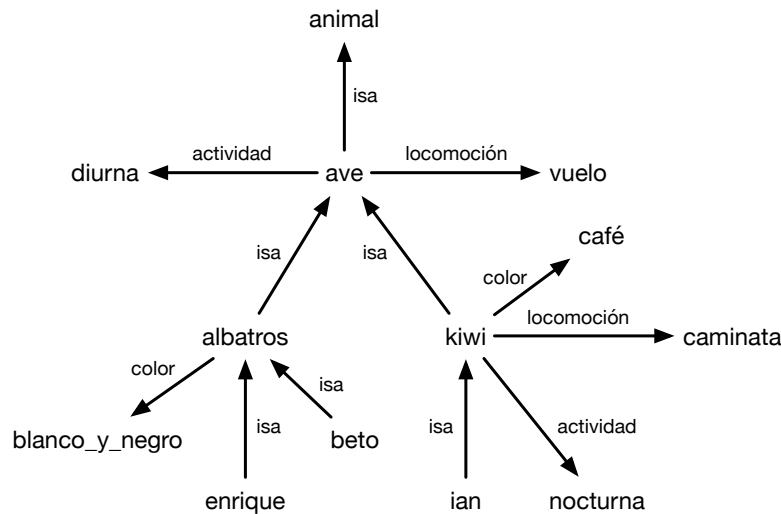 animal
isa
actividad
locomoción
diurna
ave
vuelo
isa
isa
café
color
locomoción
albatros
kiwi
caminata
color
isa
isa
isa
actividad
blanco_y_negro
beto
enrique
ian
nocturna